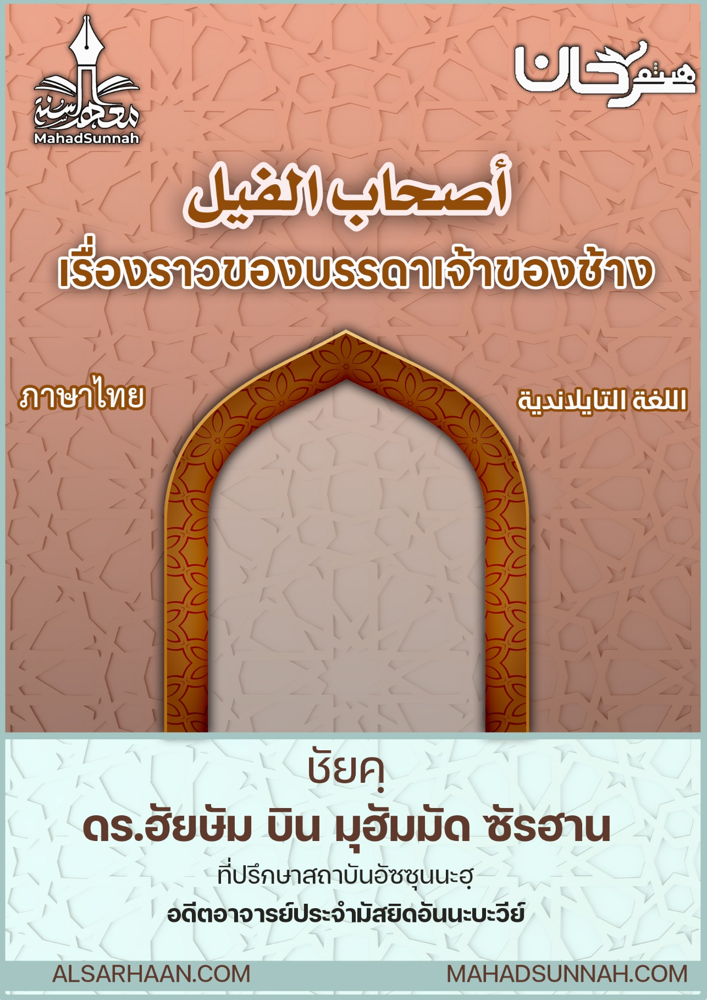 معهد السنة
MahadSunnah
هيثم سرحان
أصحاب الفيل
เรื่องราวของบรรดาเจ้าของช้าง
ภาษาไทย
اللغة التايلاندية
ชัยคฺ
ดร.ฮัยษัม บิน มุฮัมมัด ซัรฮาน
ที่ปรึกษาสถาบันอัซซุนนะฮฺ
อดีตอาจารย์ประจำมัสยิดอันนะบะวีย์
ALSARHAAN.COM
MAHADSUNNAH.COM